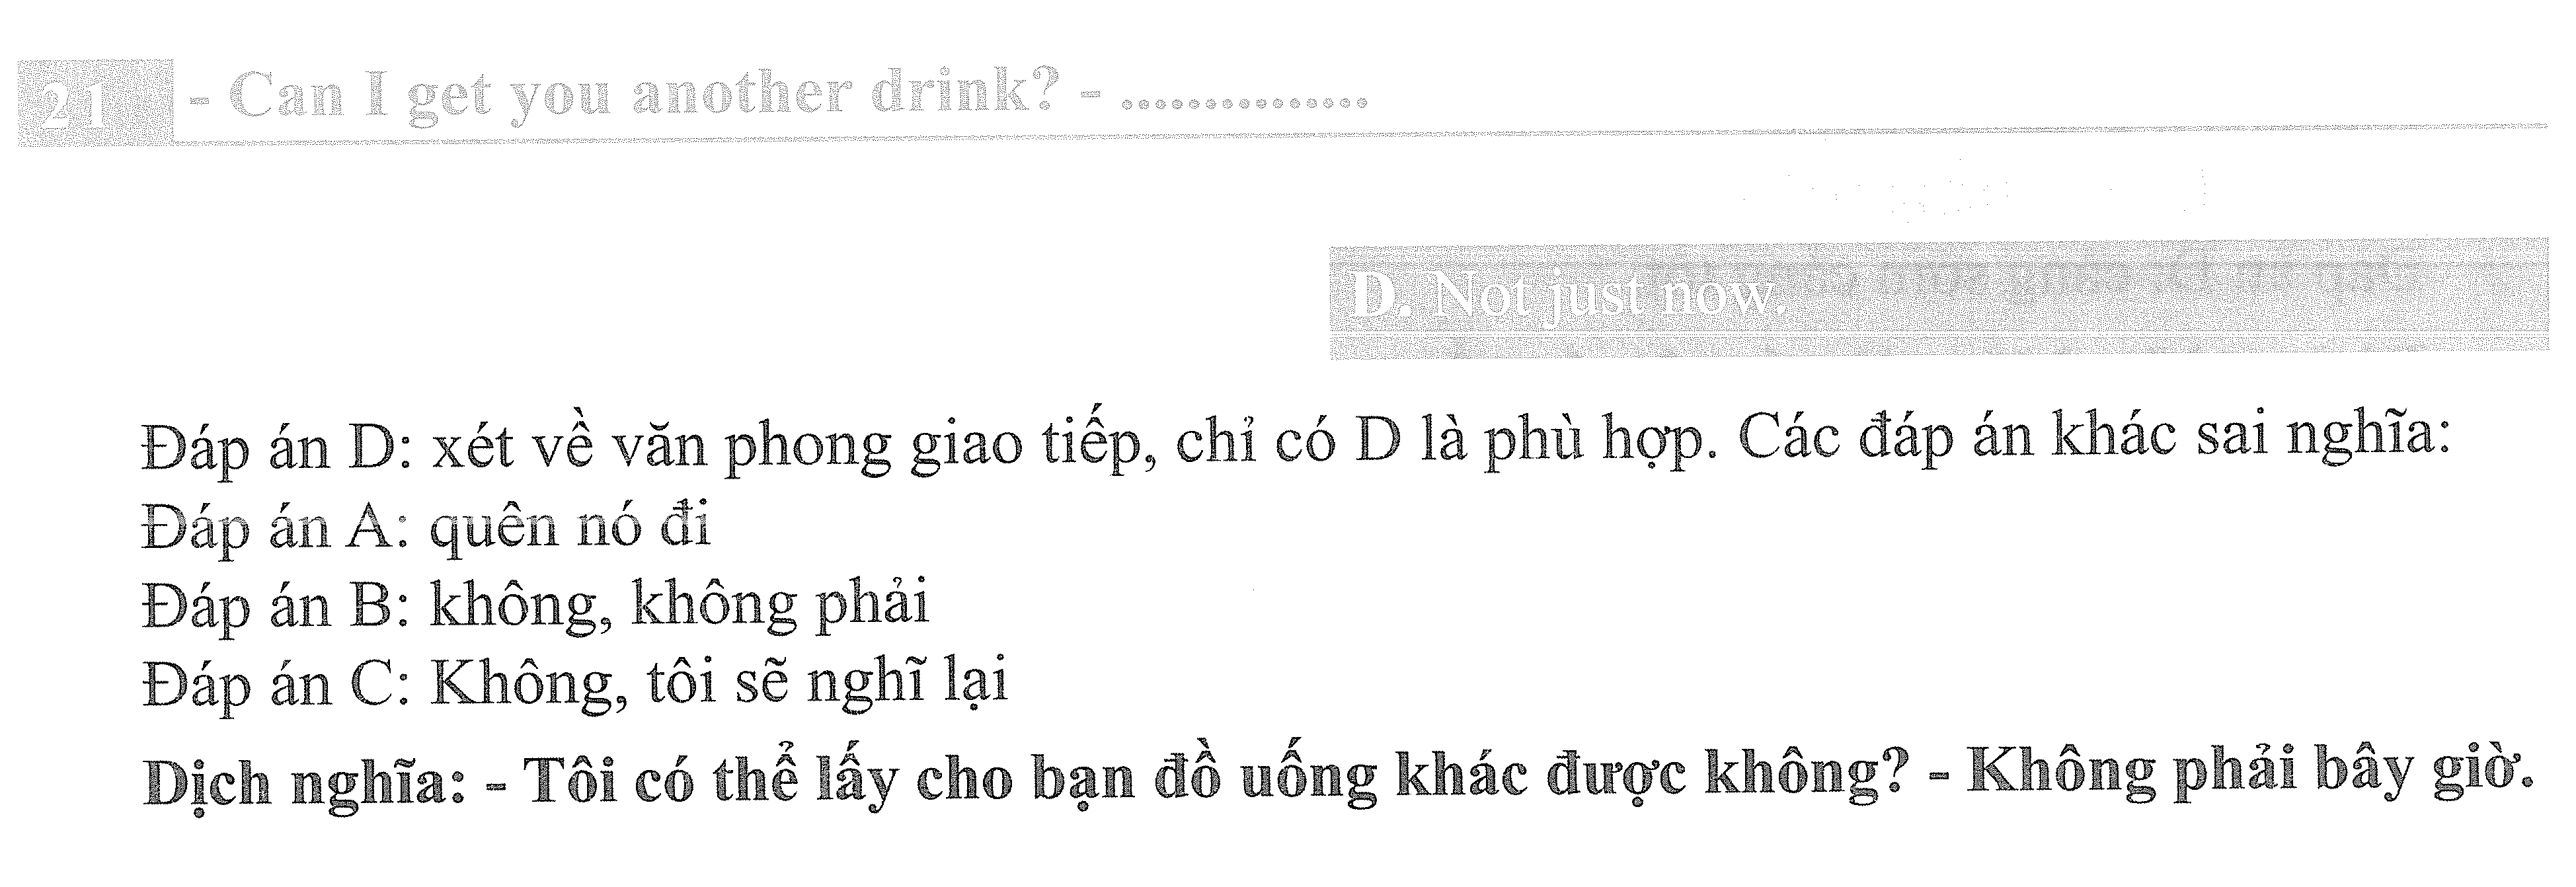 21 - Can I get you another drink? - ...............
D. Not just now.
Đáp án D: xét về văn phong giao tiếp, chỉ có D là phù hợp. Các đáp án khác sai nghĩa:
Đáp án A: quên nó đi
Đáp án B: không, không phải
Đáp án C: Không, tôi sẽ nghĩ lại
Dịch nghĩa: - Tôi có thể lấy cho bạn đồ uống khác được không? - Không phải bây giờ.